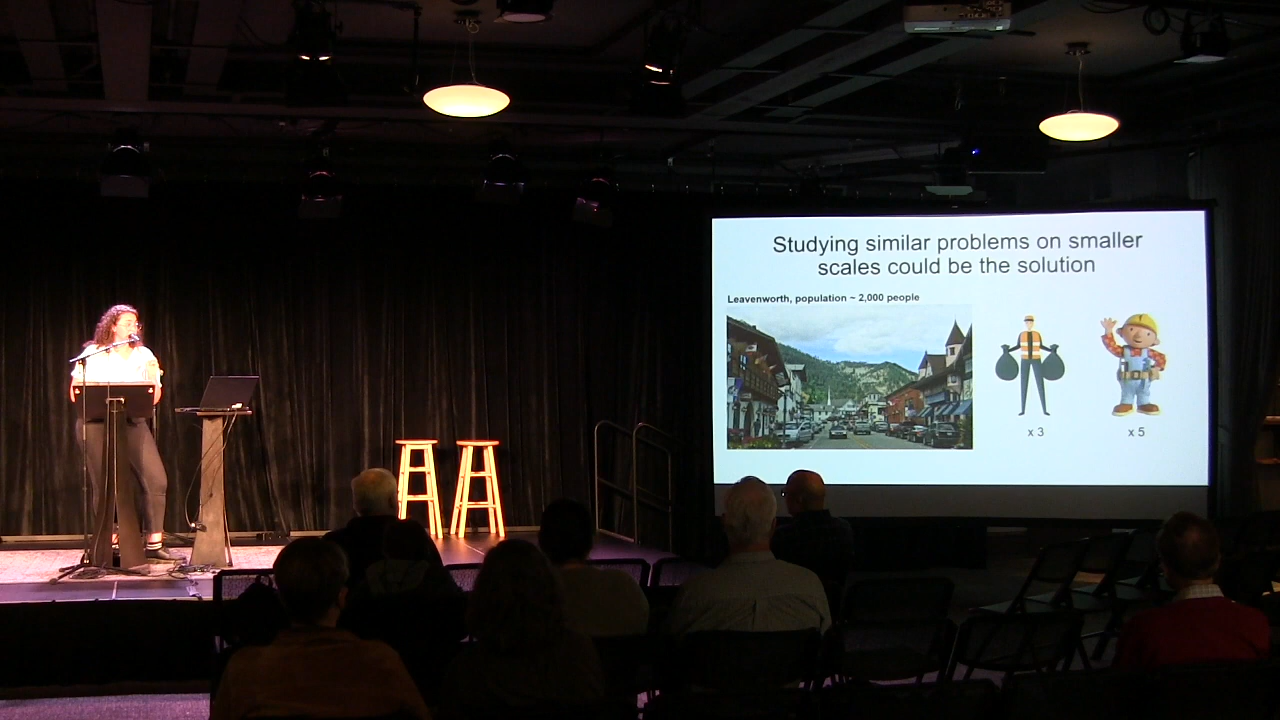 Studying similar problems on smaller
scales could be the solution
Leavenworth, population ~ 2,000 people
x 3
x 5